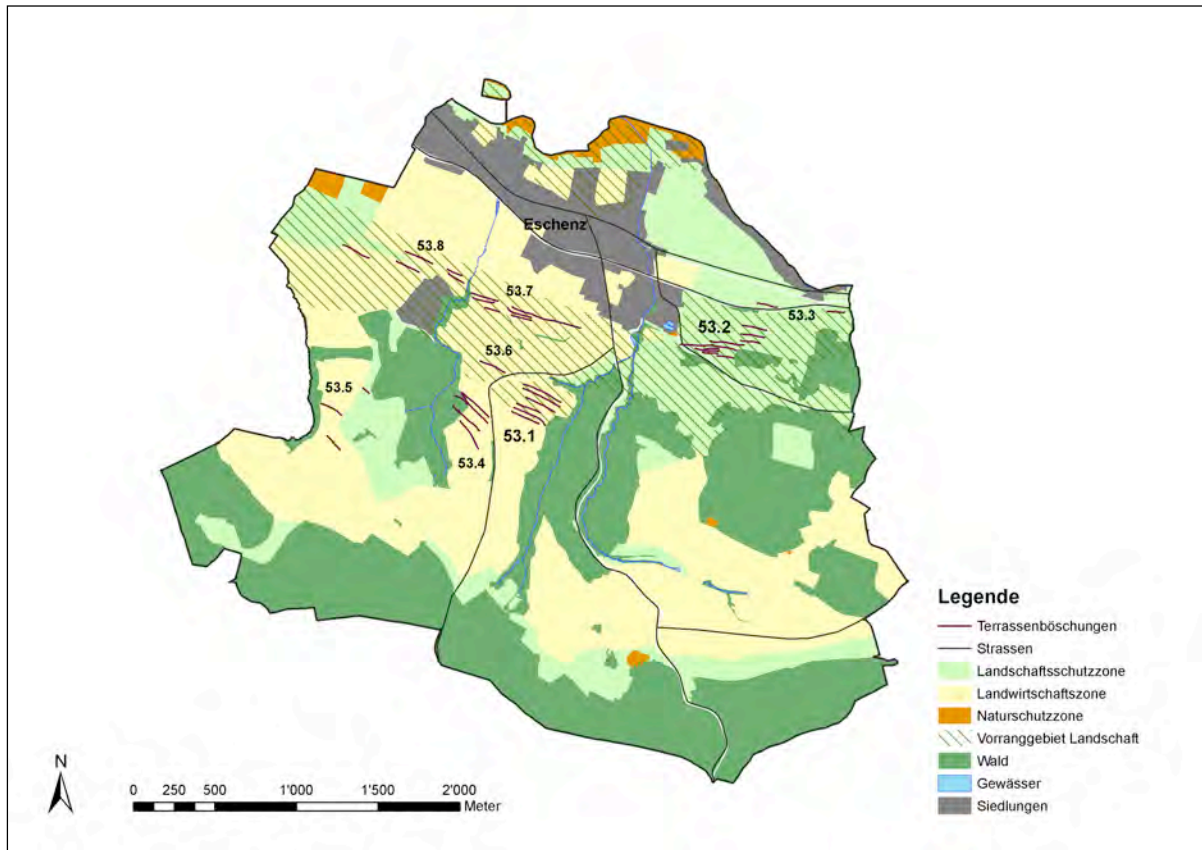 Eschenz
53.8
53.7
53.2
53.3
53.6
53.5
53.1
53.4
Legende
Terrassenböschungen
Strassen
Landschaftsschutzzone
Landwirtschaftszone
Naturschutzzone
Vorranggebiet Landschaft
Wald
Gewässer
Siedlungen
N
0 250 500 1'000 1'500 2'000
Meter